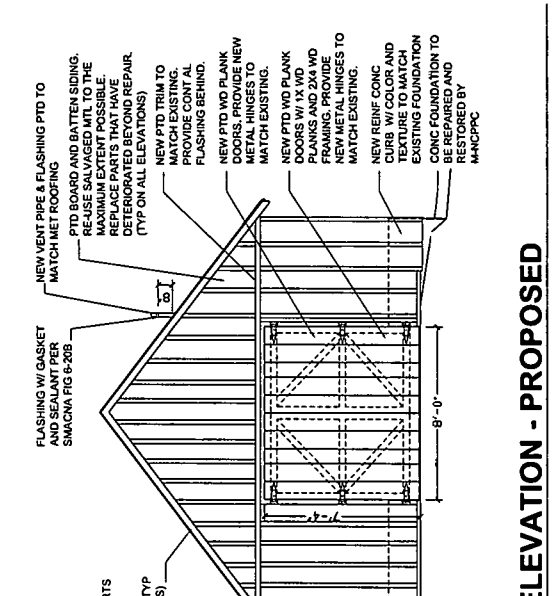 FLASHING W/ GASKET
AND SEALANT PER
SMACNA FIG 6-20B
NEW VENT PIPE & FLASHING PTD TO
MATCH MET ROOFING
PTD BOARD AND BATTEN SIDING.
RE-USE SALVAGED MTL TO THE
MAXIMUM EXTENT POSSIBLE.
REPLACE PARTS THAT HAVE
DETERIORATED BEYOND REPAIR.
(TYP ON ALL ELEVATIONS)
NEW PTD TRIM TO
MATCH EXISTING.
PROVIDE CONT AL
FLASHING BEHIND.
NEW PTD WD PLANK
DOORS. PROVIDE NEW
METAL HINGES TO
MATCH EXISTING.
NEW PTD WD PLANK
DOORS W/ 1X WD
PLANKS AND 2X4 WD
FRAMING. PROVIDE
NEW METAL HINGES TO
MATCH EXISTING.
NEW REINF CONC
CURB W/ COLOR AND
TEXTURE TO MATCH
EXISTING FOUNDATION
CONC FOUNDATION TO
BE REPAIRED AND
RESTORED BY
M-NCPPC
8"
7'-4"
8'-0"
RTS
TYP
S)
ELEVATION - PROPOSED